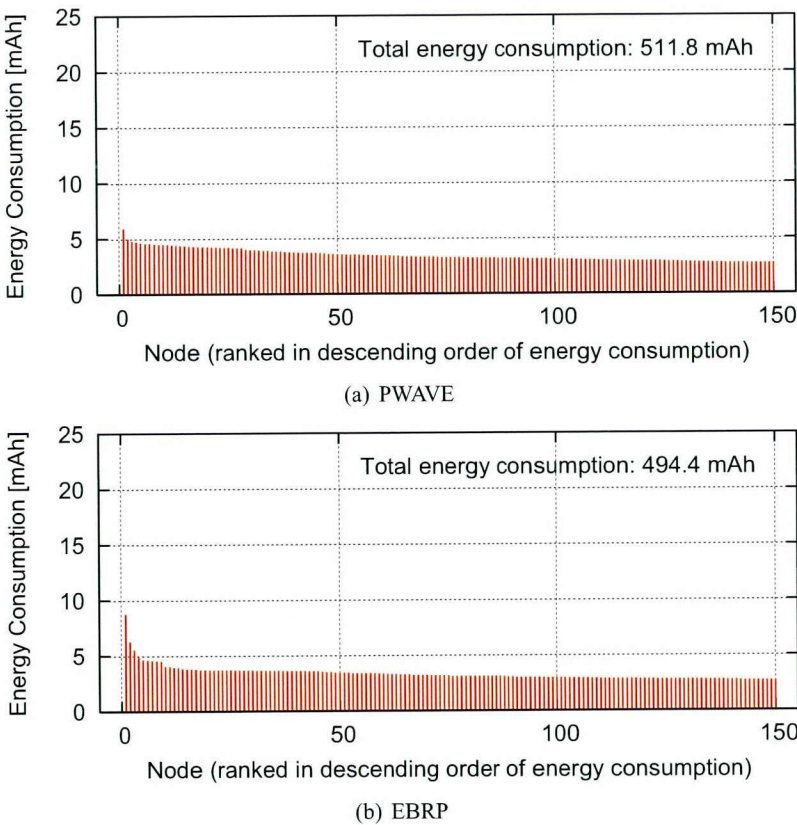 25
20
15
10
5
0
Energy Consumption [mAh]
Total energy consumption: 511.8 mAh
0 50 100 150
Node (ranked in descending order of energy consumption)
(a) PWAVE
25
20
15
10
5
0
Energy Consumption [mAh]
Total energy consumption: 494.4 mAh
0 50 100 150
Node (ranked in descending order of energy consumption)
(b) EBRP